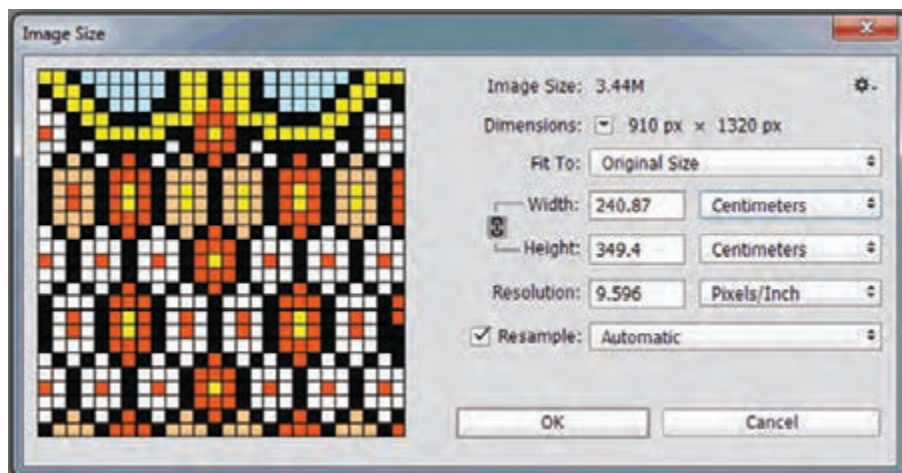 Image Size
Image Size: 3.44M
Dimensions: 910 px × 1320 px
Fit To: Original Size
Width: 240.87 Centimeters
Height: 349.4 Centimeters
Resolution: 9.596 Pixels/Inch
Resample: Automatic
OK Cancel